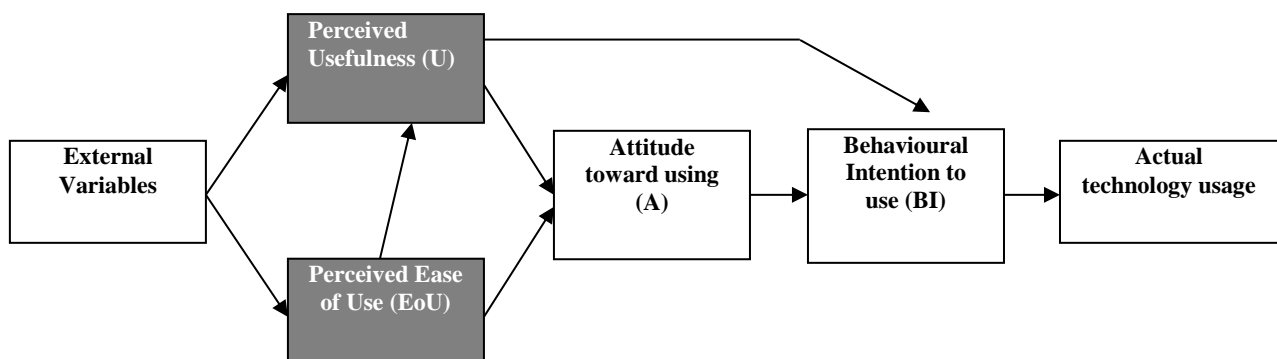 Perceived
Usefulness (U)
External
Variables
Perceived Ease
of Use (EoU)
Attitude
toward using
(A)
Behavioural
Intention to
use (BI)
Actual
technology usage